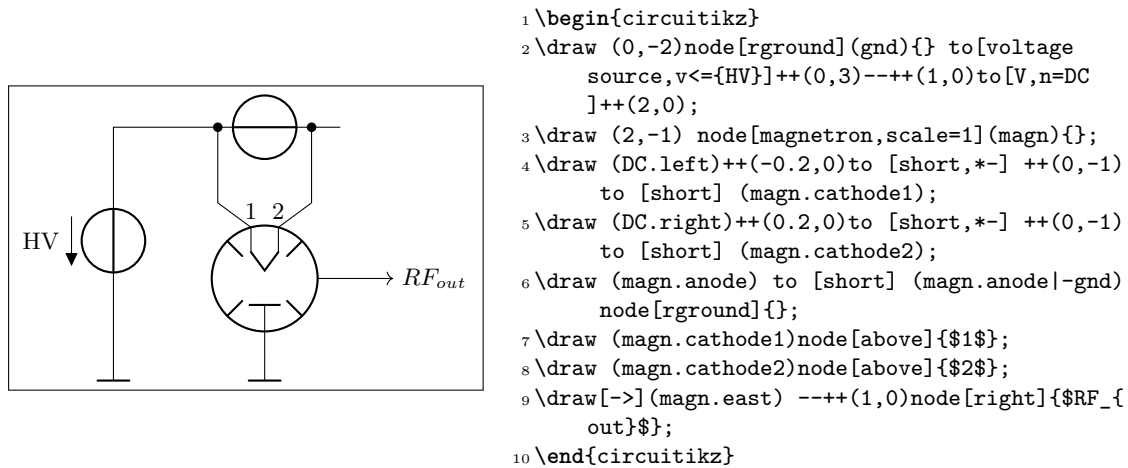 HV
1 2
RF_{out}
1 \begin{circuitikz}
2 \draw (0,-2)node[rground](gnd){} to[voltage
source,v<={HV}]++(0,3)--++(1,0)to[V,n=DC
]++(2,0);
3 \draw (2,-1) node[magnetron,scale=1](magn){};
4 \draw (DC.left)++(-0.2,0)to [short,*-] ++(0,-1)
to [short] (magn.cathode1);
5 \draw (DC.right)++(0.2,0)to [short,*-] ++(0,-1)
to [short] (magn.cathode2);
6 \draw (magn.anode) to [short] (magn.anode|-gnd)
node[rground]{};
7 \draw (magn.cathode1)node[above]{$1$};
8 \draw (magn.cathode2)node[above]{$2$};
9 \draw[->](magn.east) --++(1,0)node[right]{$RF_{
out}$};
10 \end{circuitikz}